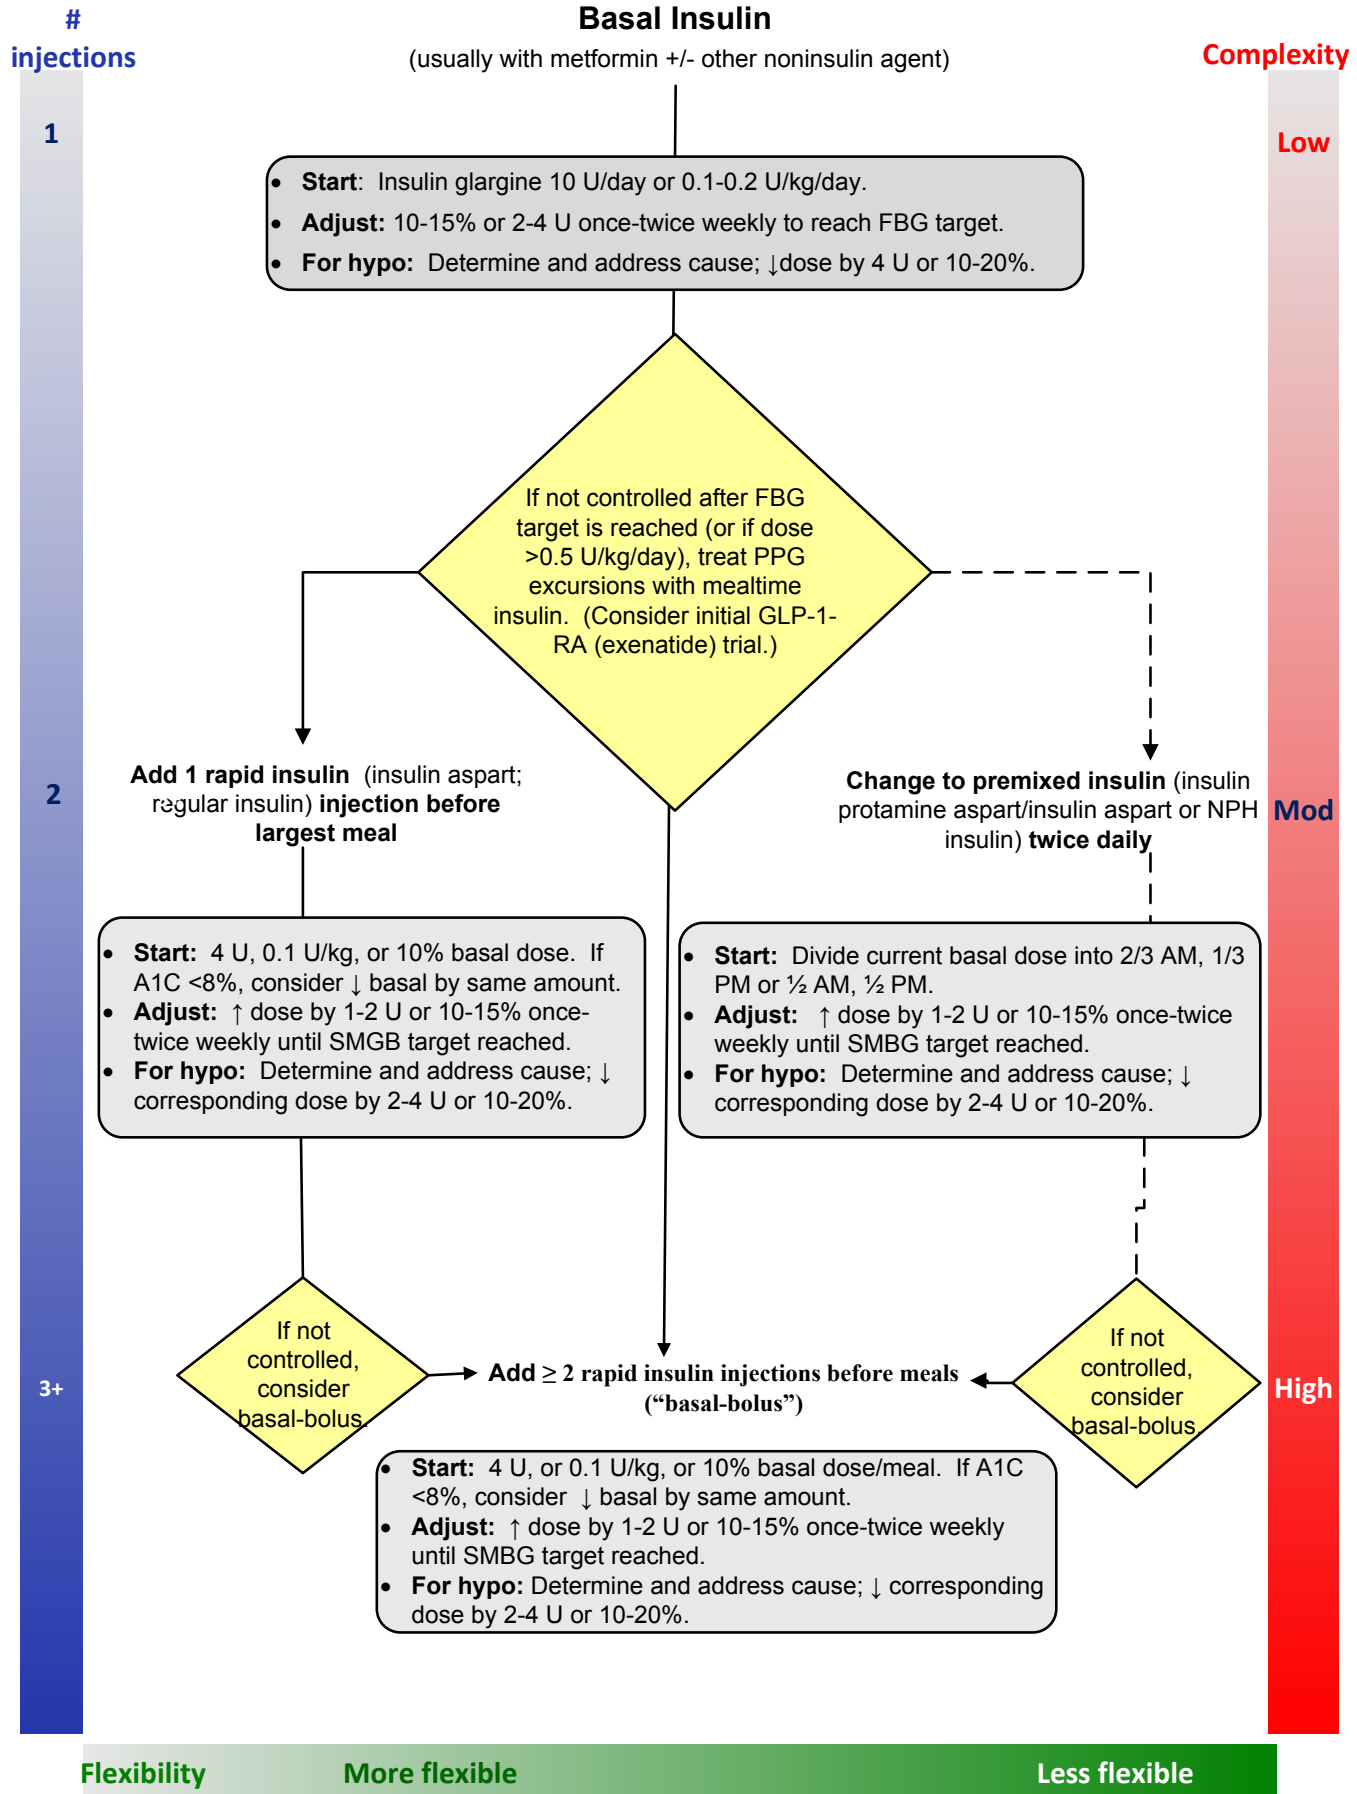 #
injections
Basal Insulin
(usually with metformin +/- other noninsulin agent)
Complexity
1
Low
• Start: Insulin glargine 10 U/day or 0.1-0.2 U/kg/day.
• Adjust: 10-15% or 2-4 U once-twice weekly to reach FBG target.
• For hypo: Determine and address cause; ↓dose by 4 U or 10-20%.
If not controlled after FBG
target is reached (or if dose
>0.5 U/kg/day), treat PPG
excursions with mealtime
insulin. (Consider initial GLP-1-
RA (exenatide) trial.)
2
Add 1 rapid insulin (insulin aspart;
regular insulin) injection before
largest meal
Change to premixed insulin (insulin
protamine aspart/insulin aspart or NPH
insulin) twice daily
Mod
• Start: 4 U, 0.1 U/kg, or 10% basal dose. If
A1C <8%, consider ↓ basal by same amount.
• Adjust: ↑ dose by 1-2 U or 10-15% once-
twice weekly until SMGB target reached.
• For hypo: Determine and address cause; ↓
corresponding dose by 2-4 U or 10-20%.
• Start: Divide current basal dose into 2/3 AM, 1/3
PM or ½ AM, ½ PM.
• Adjust: ↑ dose by 1-2 U or 10-15% once-twice
weekly until SMBG target reached.
• For hypo: Determine and address cause; ↓
corresponding dose by 2-4 U or 10-20%.
3+
If not
controlled,
consider
basal-bolus.
Add ≥ 2 rapid insulin injections before meals
(“basal-bolus”)
If not
controlled,
consider
basal-bolus.
High
• Start: 4 U, or 0.1 U/kg, or 10% basal dose/meal. If A1C
<8%, consider ↓ basal by same amount.
• Adjust: ↑ dose by 1-2 U or 10-15% once-twice weekly
until SMBG target reached.
• For hypo: Determine and address cause; ↓ corresponding
dose by 2-4 U or 10-20%.
Flexibility
More flexible
Less flexible